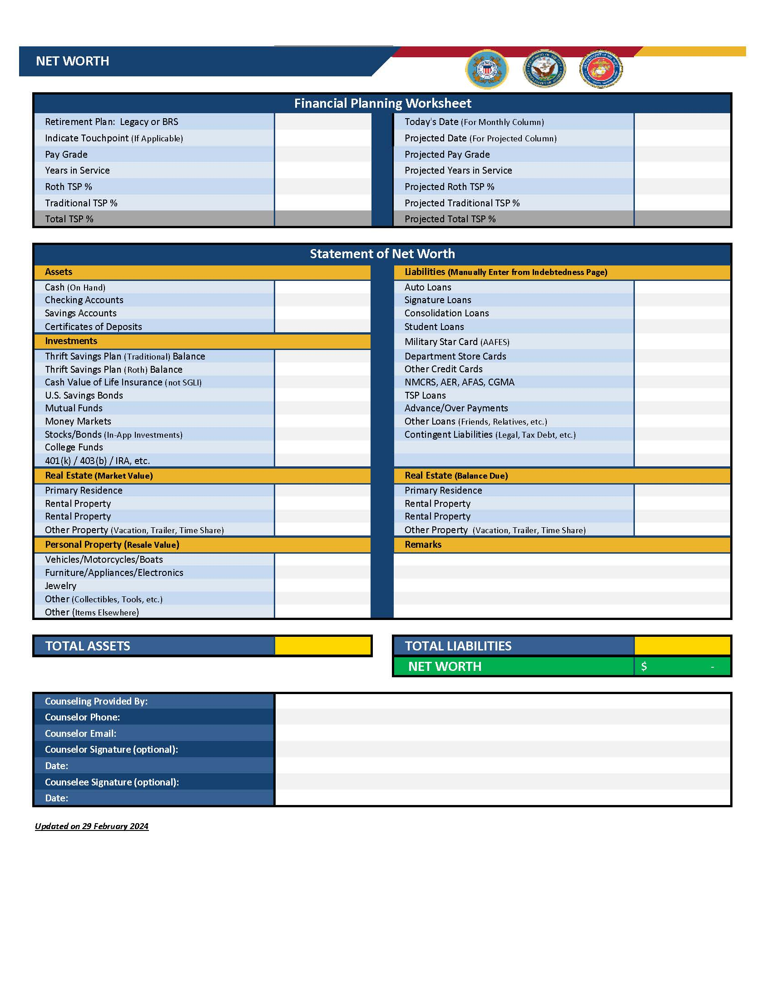 NET WORTH
Financial Planning Worksheet
Retirement Plan:  Legacy or BRS
Today's Date (For Monthly Column)
Indicate Touchpoint (If Applicable)
Projected Date (For Projected Column)
Pay Grade
Projected Pay Grade
Years in Service
Projected Years in Service
Roth TSP %
Projected Roth TSP %
Traditional TSP %
Projected Traditional TSP %
Total TSP %
Projected Total TSP %
Statement of Net Worth
Assets
Liabilities (Manually Enter from Indebtedness Page)
Cash (On Hand)
Auto Loans
Checking Accounts
Signature Loans
Savings Accounts
Consolidation Loans
Certificates of Deposits
Student Loans
Investments
Military Star Card (AAFES)
Thrift Savings Plan (Traditional) Balance
Department Store Cards
Thrift Savings Plan (Roth) Balance
Other Credit Cards
Cash Value of Life Insurance (not SGLI)
NMCRS, AER, AFAS, CGMA
U.S. Savings Bonds
TSP Loans
Mutual Funds
Advance/Over Payments
Money Markets
Other Loans (Friends, Relatives, etc.)
Stocks/Bonds (In-App Investments)
Contingent Liabilities (Legal, Tax Debt, etc.)
College Funds
401(k) / 403(b) / IRA, etc.
Real Estate (Market Value)
Real Estate (Balance Due)
Primary Residence
Primary Residence
Rental Property
Rental Property
Rental Property
Rental Property
Other Property (Vacation, Trailer, Time Share)
Other Property  (Vacation, Trailer, Time Share)
Personal Property (Resale Value)
Remarks
Vehicles/Motorcycles/Boats
Furniture/Appliances/Electronics
Jewelry
Other (Collectibles, Tools, etc.)
Other (Items Elsewhere)
TOTAL ASSETS
TOTAL LIABILITIES
NET WORTH $ -
Counseling Provided By:
Counselor Phone:
Counselor Email:
Counselor Signature (optional):
Date:
Counselee Signature (optional):
Date:
Updated on 29 February 2024